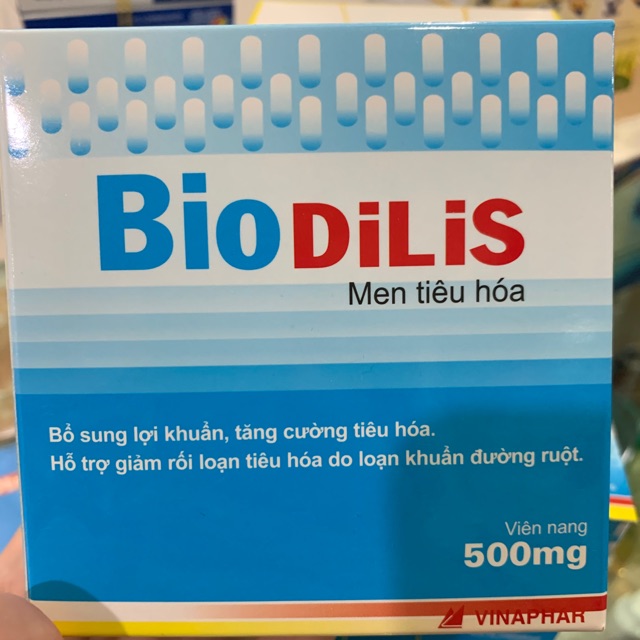 BioDiLiS
Men tiêu hóa
Bổ sung lợi khuẩn, tăng cường tiêu hóa.
Hỗ trợ giảm rối loạn tiêu hóa do loạn khuẩn đường ruột.
Viên nang
500mg
VINAPHAR